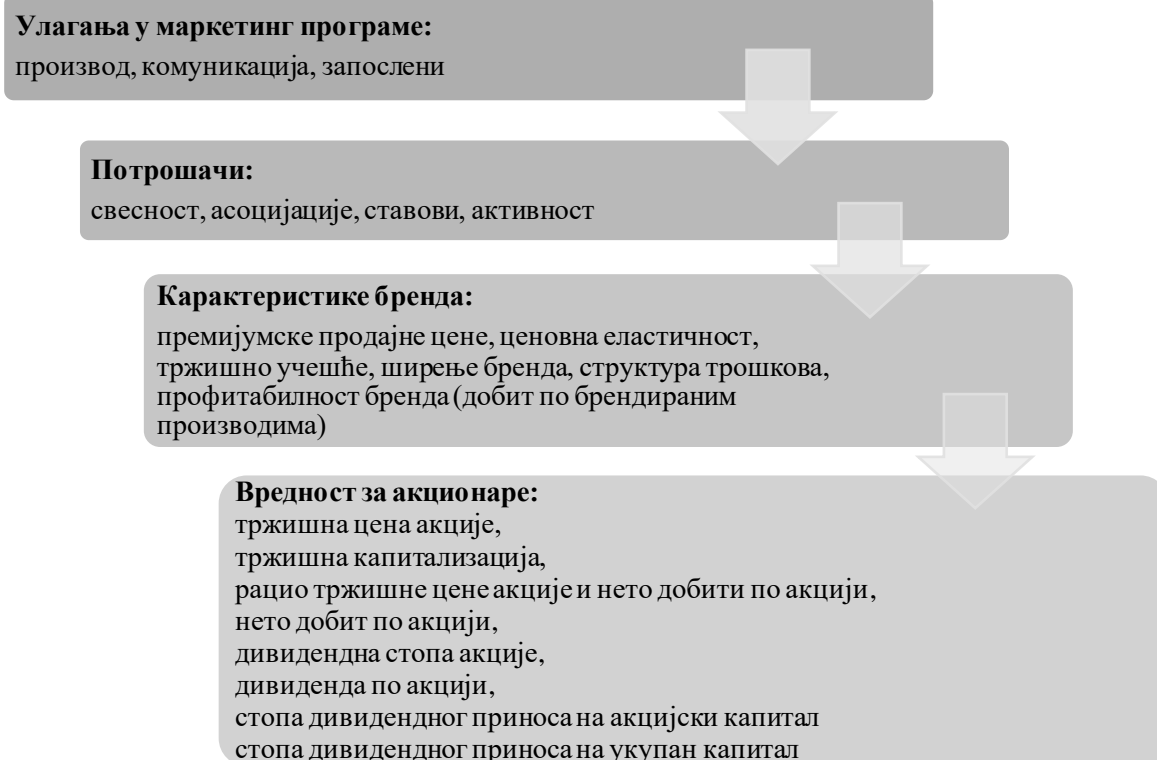 Улагања у маркетинг програме:
производ, комуникација, запослени
Потрошачи:
свесност, асоцијације, ставови, активност
Карактеристике бренда:
премијумске продајне цене, ценовна еластичност,
тржишно учешће, ширење бренда, структура трошкова,
профитабилност бренда (добит по брендираним
производима)
Вредност за акционаре:
тржишна цена акције,
тржишна капитализација,
рацио тржишне цене акције и нето добити по акцији,
нето добит по акцији,
дивидендна стопа акције,
дивиденда по акцији,
стопа дивидендног приноса на акцијски капитал
стопа дивидендног приноса на укупан капитал